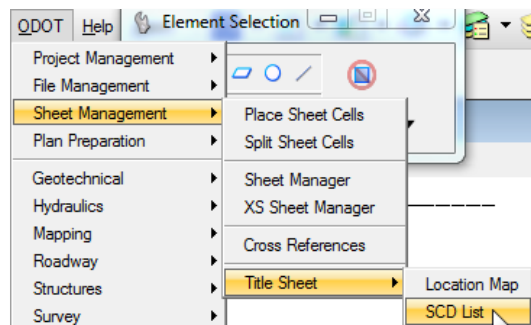 ODOT Help Element Selection
Project Management
File Management
Sheet Management
Plan Preparation
Geotechnical
Hydraulics
Mapping
Roadway
Structures
Survey
Place Sheet Cells
Split Sheet Cells
Sheet Manager
XS Sheet Manager
Cross References
Title Sheet
Location Map
SCD List